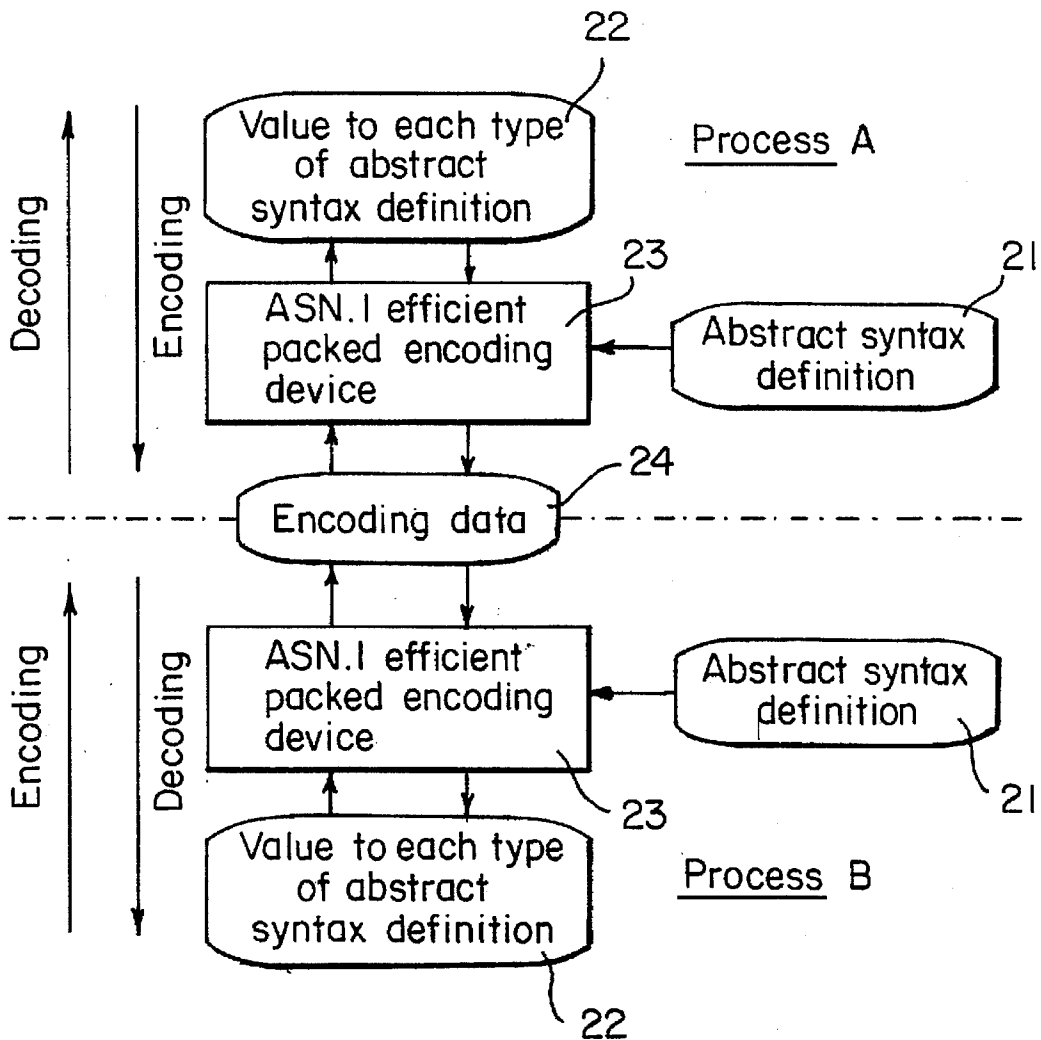 22
Value to each type
of abstract
syntax definition
Process A
Decoding
Encoding
23
21
ASN.1 efficient
packed encoding
device
Abstract syntax
definition
24
Encoding data
Encoding
Decoding
ASN.1 efficient
packed encoding
device
Abstract syntax
definition
23
21
Value to each type
of abstract
syntax definition
Process B
22